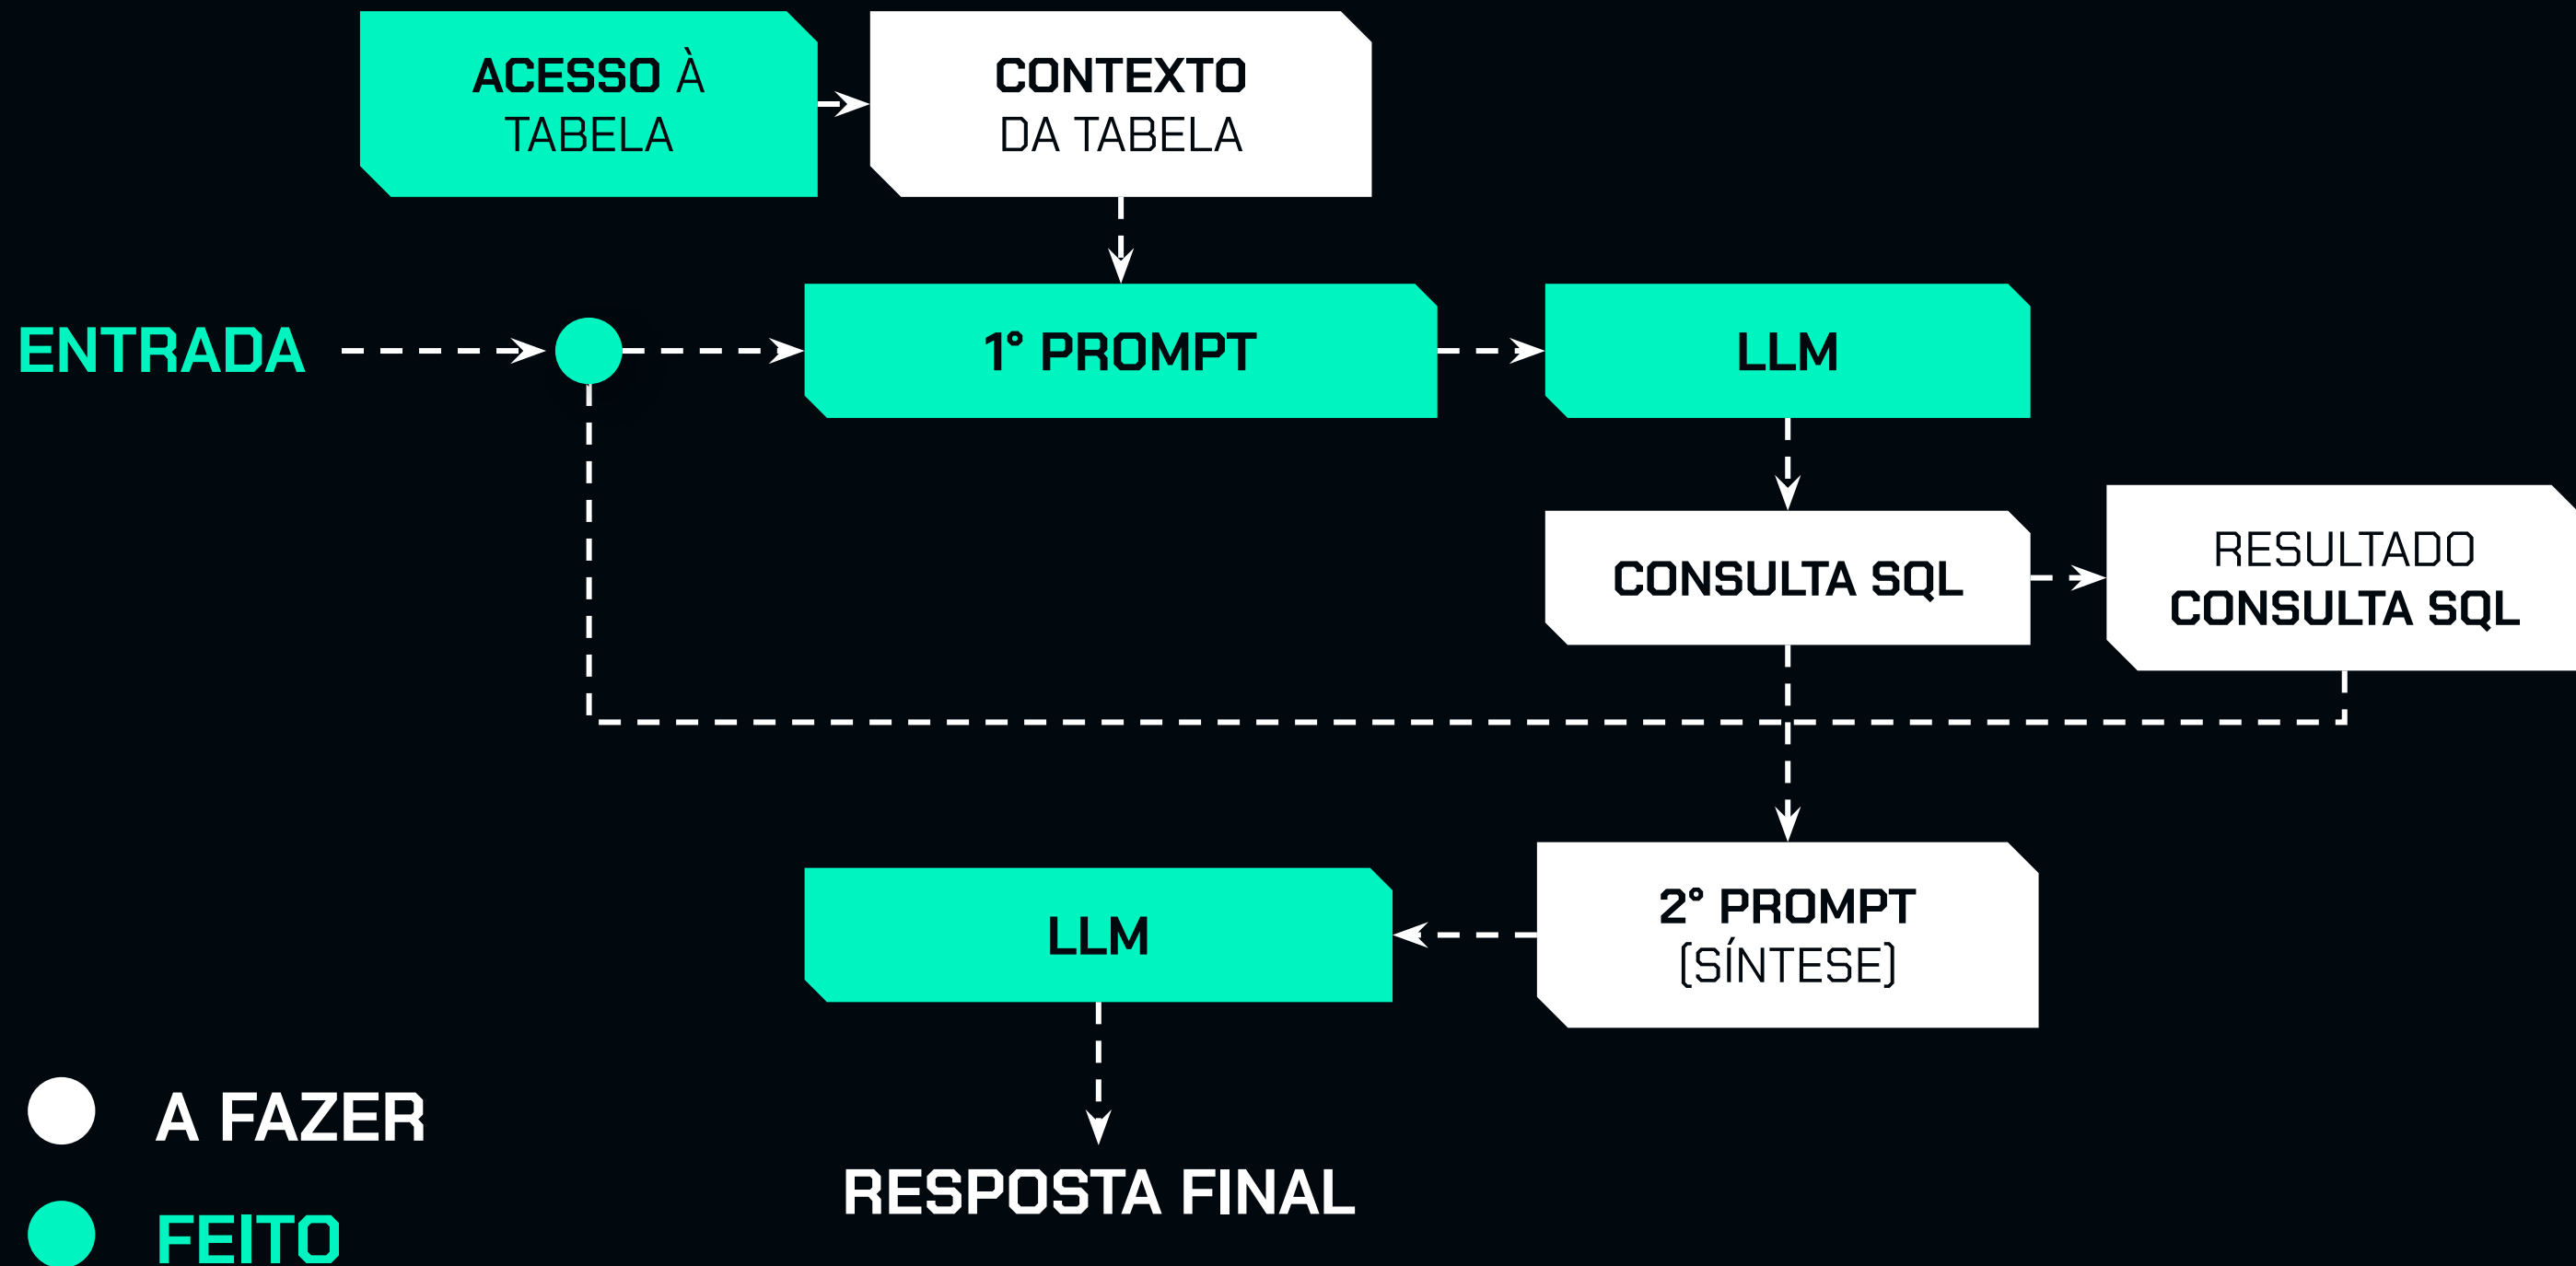 ACESSO À
TABELA
CONTEXTO
DA TABELA
ENTRADA
1° PROMPT
LLM
CONSULTA SQL
RESULTADO
CONSULTA SQL
LLM
2° PROMPT
(SÍNTESE)
A FAZER
RESPOSTA FINAL
FEITO